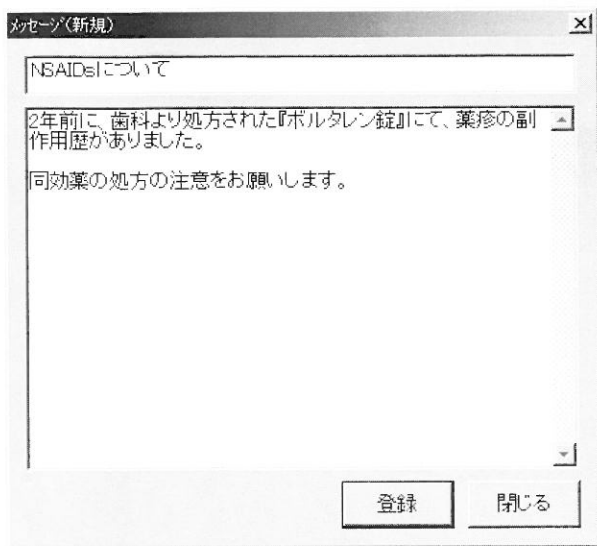 メッセージ(新規)
NSAIDsについて
2年前に、歯科より処方された『ボルタレン錠』にて、薬疹の副
作用歴がありました。
同効薬の処方の注意をお願いします。
登録
閉じる